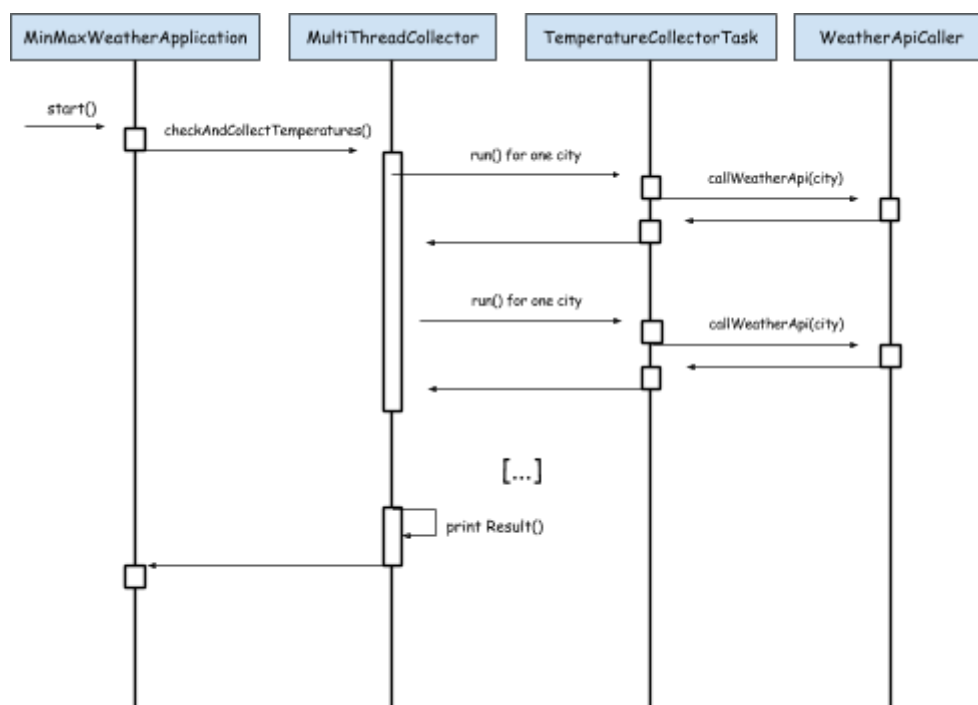 MinMaxWeatherApplication
MultiThreadCollector
TemperatureCollectorTask
WeatherApiCaller
start()
checkAndCollectTemperatures()
run() for one city
callWeatherApi(city)
run() for one city
callWeatherApi(city)
[...]
print Result()